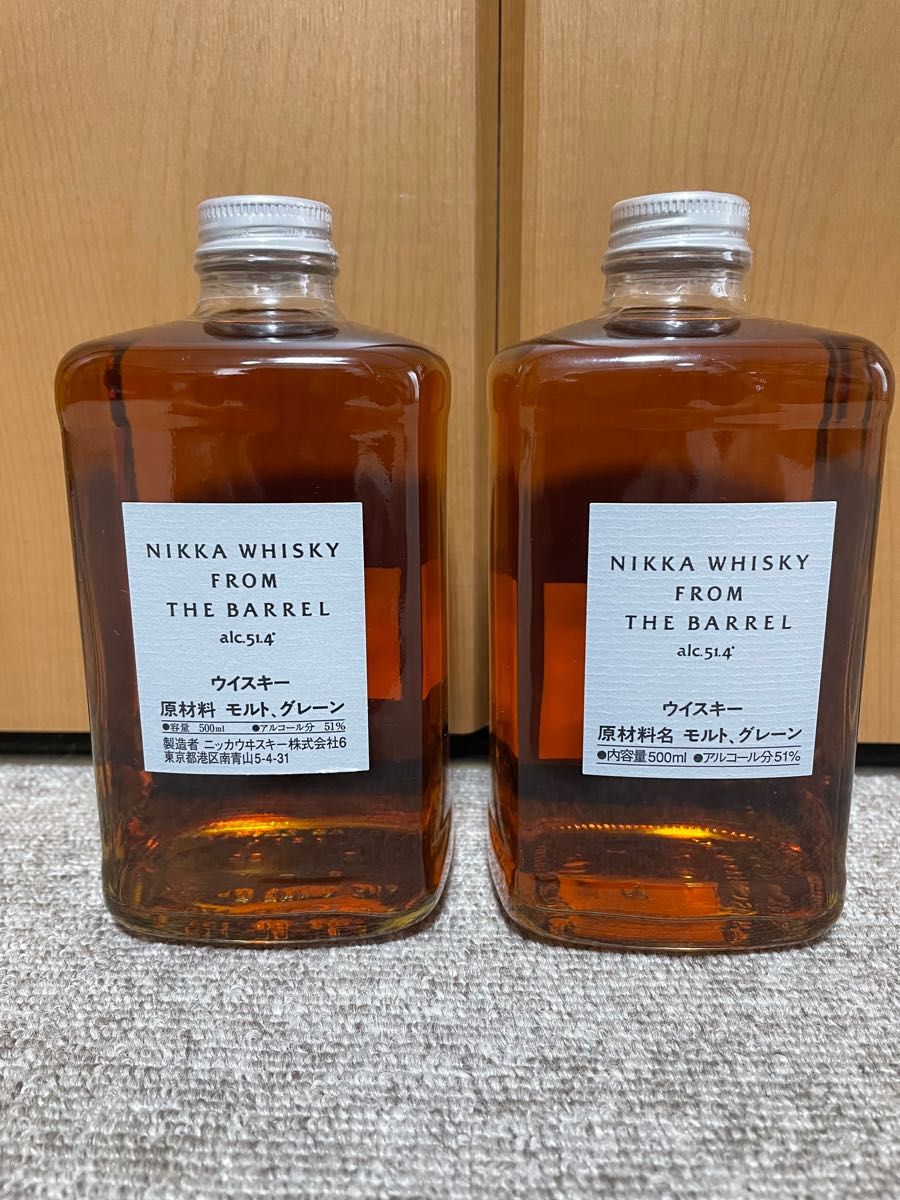 NIKKA WHISKY
FROM
THE BARREL
alc.51.4°
ウイスキー
原材料 モルト、グレーン
●容量 500ml ●アルコール分 51%
製造者 ニッカウヰスキー株式会社6
東京都港区南青山5-4-31
NIKKA WHISKY
FROM
THE BARREL
alc.51.4°
ウイスキー
原材料名 モルト、グレーン
●内容量500ml ●アルコール分51%